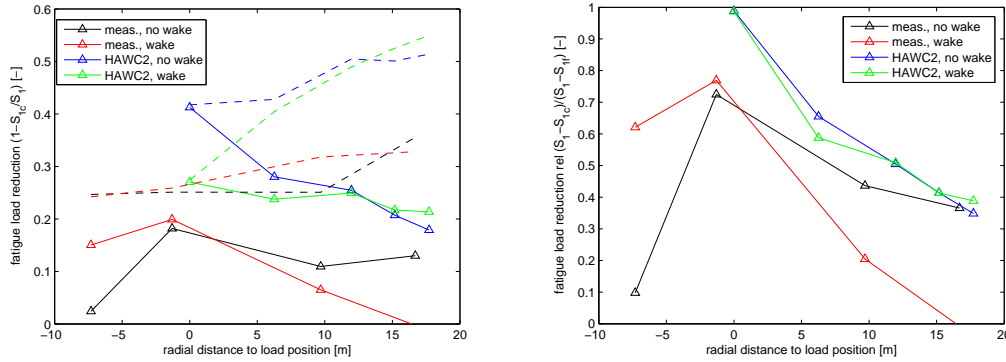 fatigue load reduction (1−S1c/S1) [−]
0.6
0.5
0.4
0.3
0.2
0.1
0
−10 −5 0 5 10 15 20
radial distance to load position [m]
meas., no wake
meas., wake
HAWC2, no wake
HAWC2, wake
fatigue load reduction rel (S1−S1c)/(S1−S1f) [−]
1
0.9
0.8
0.7
0.6
0.5
0.4
0.3
0.2
0.1
0
−10 −5 0 5 10 15 20
radial distance to load position [m]
meas., no wake
meas., wake
HAWC2, no wake
HAWC2, wake